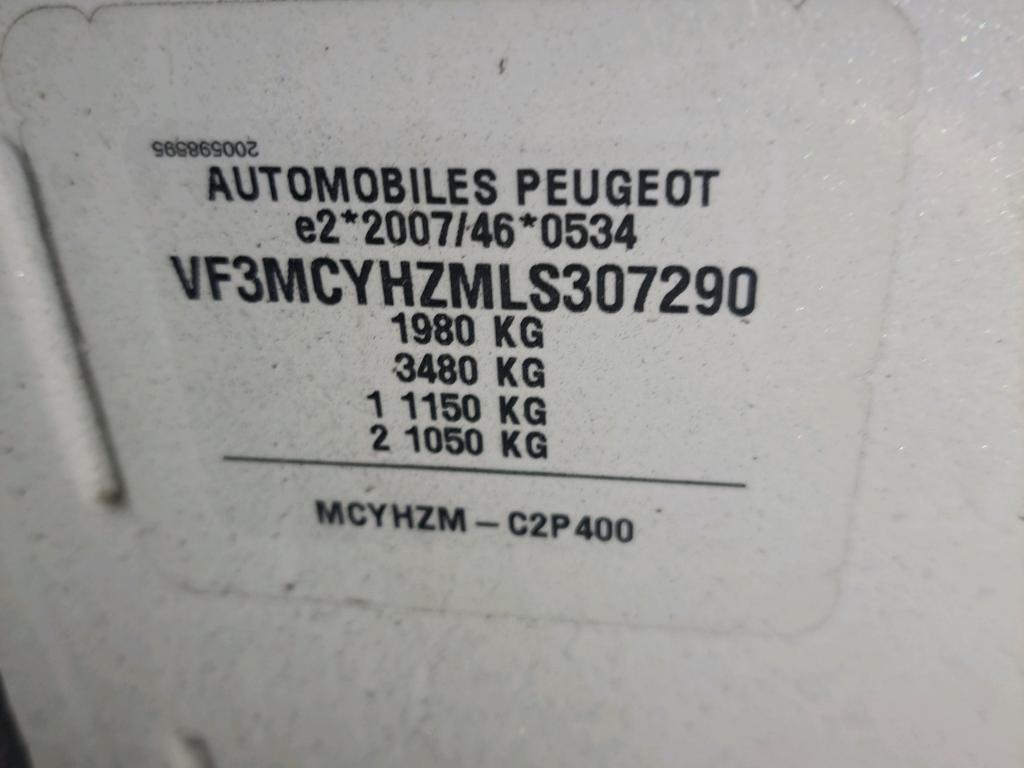 200598595
AUTOMOBILES PEUGEOT
e2*2007/46*0534
VF3MCYHZMLS307290
1980 KG
3480 KG
1 1150 KG
2 1050 KG
MCYHZM – C2P400